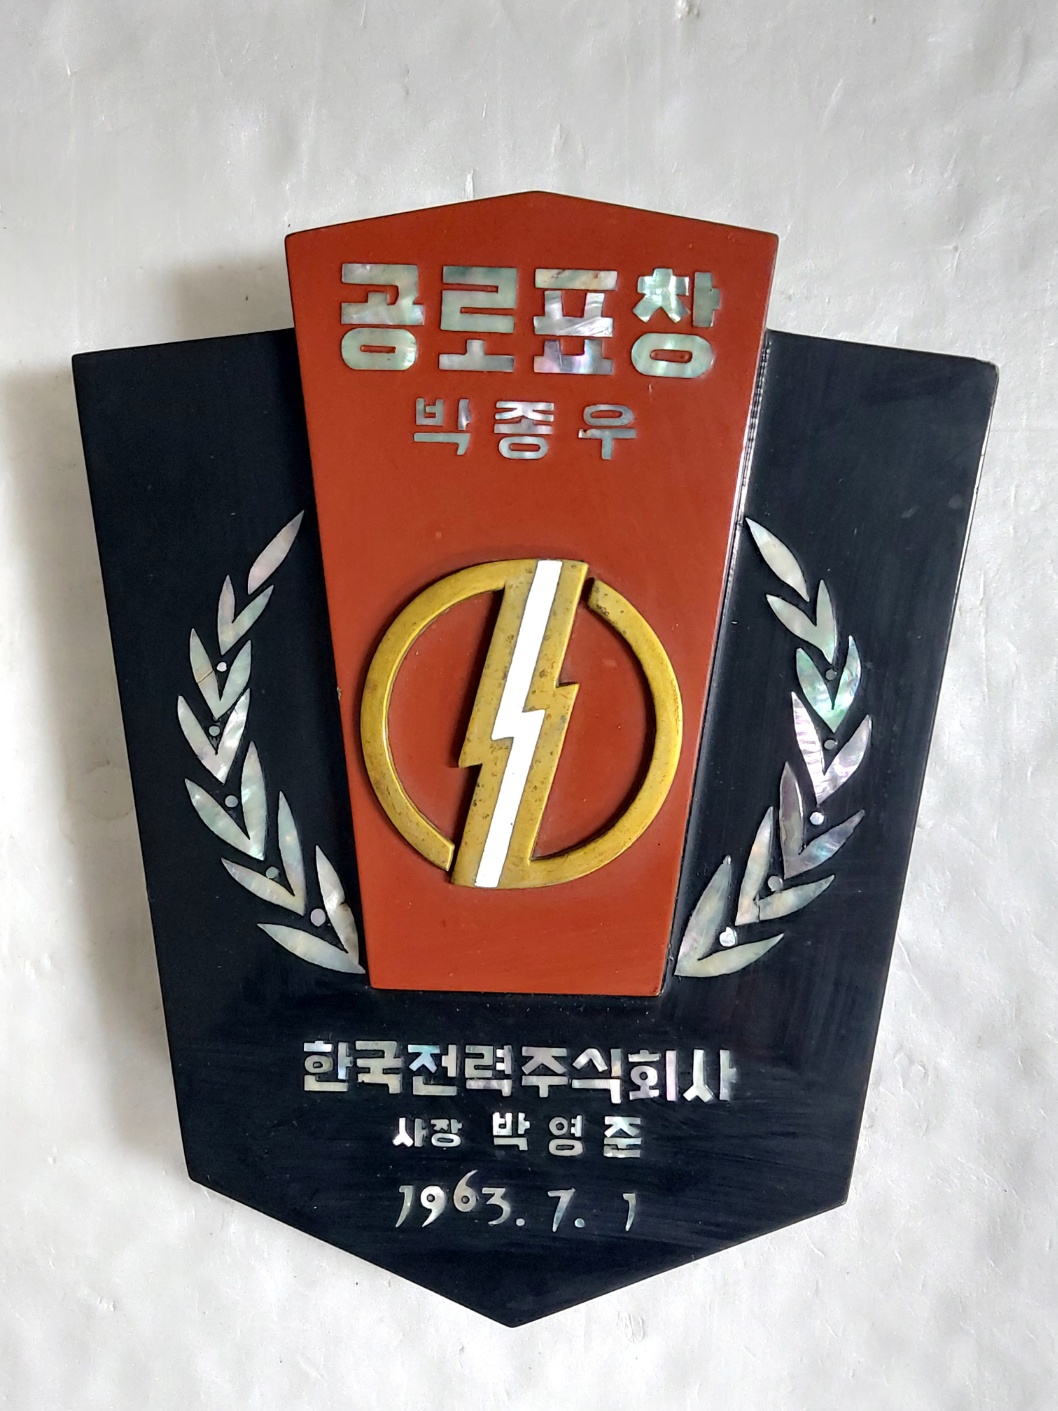 공로표창
박종우
한국전력주식회사
사장 박영준
1963. 7. 1